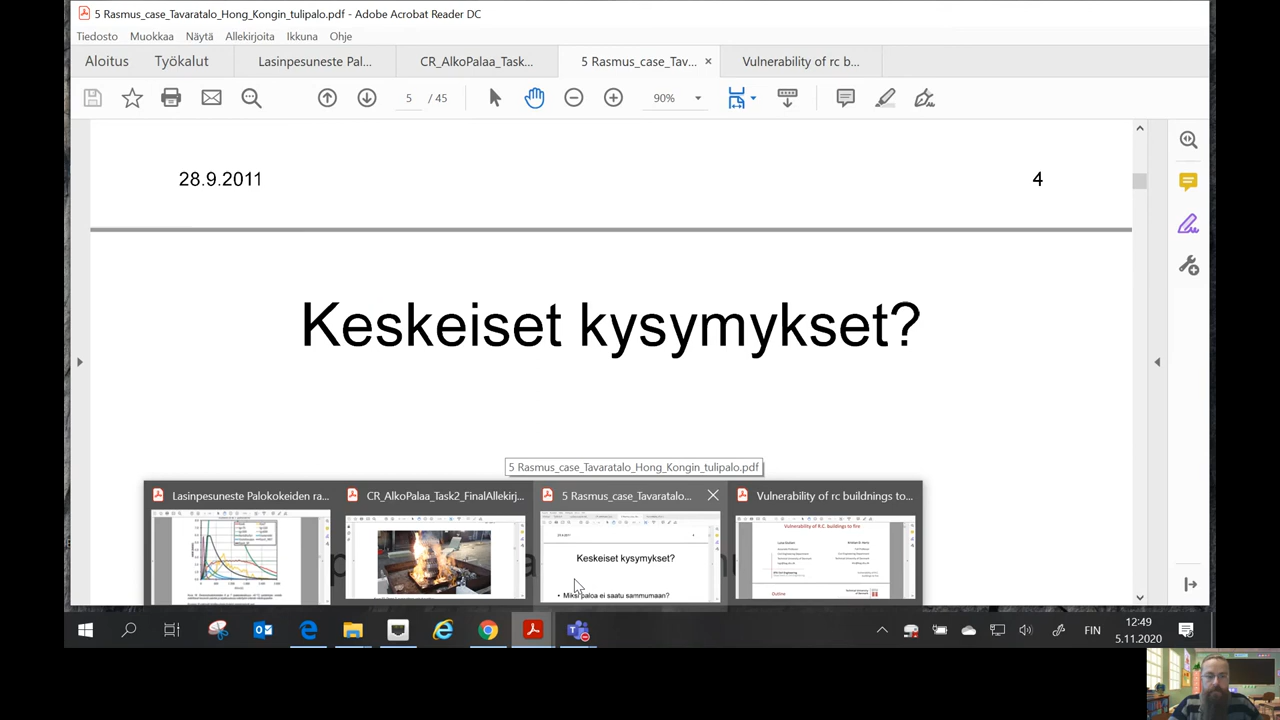 5 Rasmus_case_Tavaratalo_Hong_Kongin_tulipalo.pdf - Adobe Acrobat Reader DC
Tiedosto Muokkaa Näytä Allekirjoita Ikkuna Ohje
Aloitus Työkalut Lasinpesuneste Pal... CR_AlkoPalaa_Task... 5 Rasmus_case_Tav... × Vulnerability of rc b...
5 / 45 90%
28.9.2011 4
Keskeiset kysymykset?
5 Rasmus_case_Tavaratalo_Hong_Kongin_tulipalo.pdf
Lasinpesuneste Palokokeiden ra... CR_AlkoPalaa_Task2_FinalAllekirj... 5 Rasmus_case_Tavaratalo... Vulnerability of rc buildnings to...
Vulnerability of R.C. buildings to fire
Keskeiset kysymykset?
• Miksi paloa ei saatu sammumaan?
Outline
FIN
12:49
5.11.2020